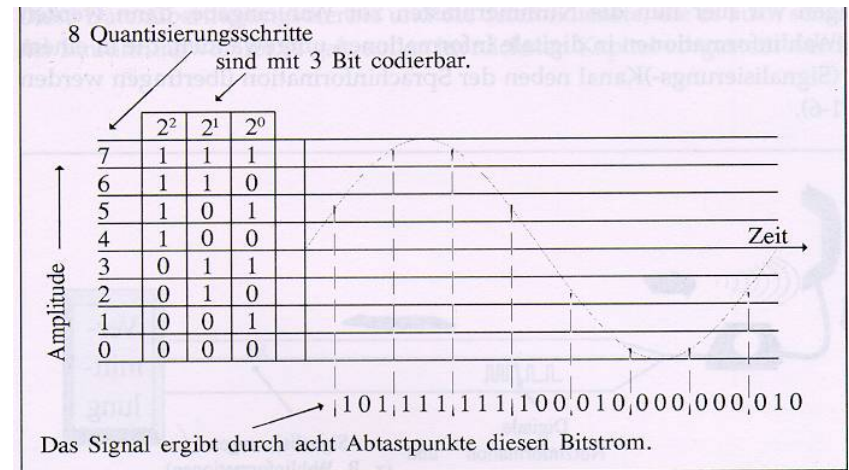 8 Quantisierungsschritte
sind mit 3 Bit codierbar.
2² 2¹ 2⁰
7 1 1 1
6 1 1 0
5 1 0 1
4 1 0 0
3 0 1 1
2 0 1 0
1 0 0 1
0 0 0 0
Amplitude
Zeit
101 111 111 100 010 000 000 010
Das Signal ergibt durch acht Abtastpunkte diesen Bitstrom.